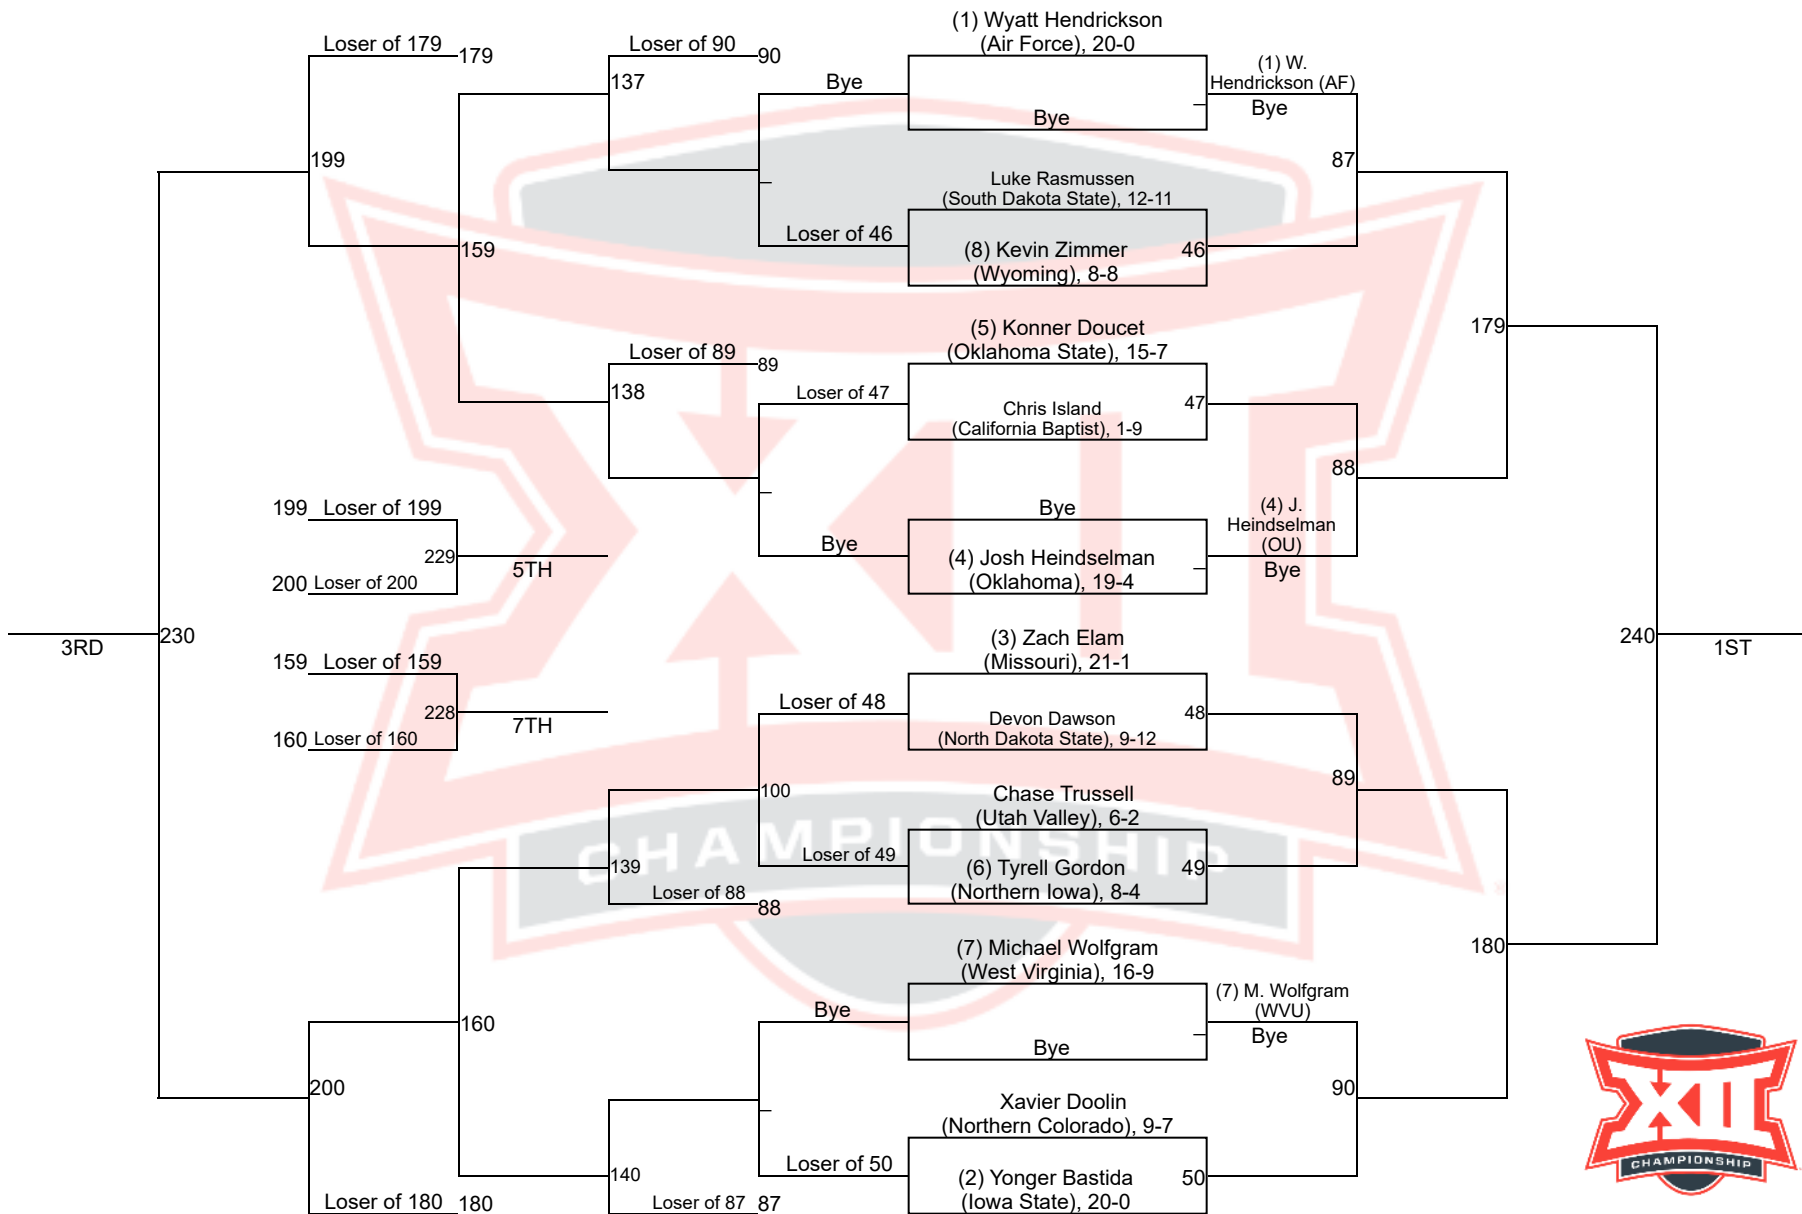 (1) Wyatt Hendrickson
(Air Force), 20-0
Loser of 179
179
Loser of 90
90
137
Bye
Bye
(1) W.
Hendrickson (AF)
Bye
199
87
Luke Rasmussen
(South Dakota State), 12-11
Loser of 46
(8) Kevin Zimmer
(Wyoming), 8-8
46
159
(5) Konner Doucet
(Oklahoma State), 15-7
179
Loser of 89
89
138
Loser of 47
Chris Island
(California Baptist), 1-9
47
88
199
Loser of 199
Bye
(4) J.
Heindselman
(OU)
Bye
Bye
(4) Josh Heindselman
(Oklahoma), 19-4
229
5TH
200
Loser of 200
3RD
230
(3) Zach Elam
(Missouri), 21-1
240
1ST
159
Loser of 159
Loser of 48
Devon Dawson
(North Dakota State), 9-12
48
228
7TH
160
Loser of 160
100
89
Chase Trussell
(Utah Valley), 6-2
Loser of 49
(6) Tyrell Gordon
(Northern Iowa), 8-4
49
139
Loser of 88
88
CHAMPIONSHIP
(7) Michael Wolfgram
(West Virginia), 16-9
180
Bye
(7) M. Wolfgram
(WVU)
Bye
Bye
160
200
90
Xavier Doolin
(Northern Colorado), 9-7
Loser of 50
(2) Yonger Bastida
(Iowa State), 20-0
50
140
Loser of 180
180
Loser of 87
87
XII
CHAMPIONSHIP